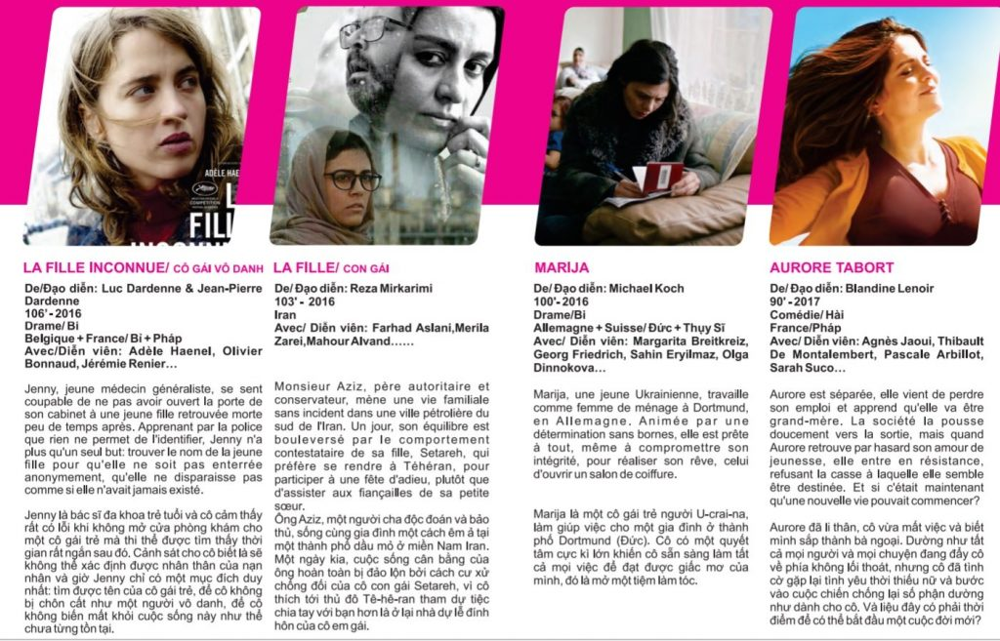 ADÈLE HAE
L
FILL
INCONNUE
LA FILLE INCONNUE/ CÔ GÁI VÔ DANH
De/Đạo diễn: Luc Dardenne & Jean-Pierre
Dardenne
106' - 2016
Drame/ Bi
Belgique + France/ Bỉ + Pháp
Avec/Diễn viên: Adèle Haenel, Olivier
Bonnaud, Jérémie Renier...
Jenny, jeune médecin généraliste, se sent
coupable de ne pas avoir ouvert la porte de
son cabinet à une jeune fille retrouvée morte
peu de temps après. Apprenant par la police
que rien ne permet de l'identifier, Jenny n'a
plus qu'un seul but: trouver le nom de la jeune
fille pour qu'elle ne soit pas enterrée
anonymement, qu'elle ne disparaisse pas
comme si elle n'avait jamais existé.
Jenny là bác sĩ đa khoa trẻ tuổi và cô cảm thấy
rất có lỗi khi không mở cửa phòng khám cho
một cô gái trẻ mà thi thể được tìm thấy thời
gian rất ngắn sau đó. Cảnh sát cho cô biết là sẽ
không thể xác định được nhân thân của nạn
nhân và giờ Jenny chỉ có một mục đích duy
nhất: tìm được tên của cô gái trẻ, để cô không
bị chôn cất như một người vô danh, để cô
không biến mất khỏi cuộc sống này như thể
chưa từng tồn tại.
LA FILLE/ CON GÁI
De/ Đạo diễn: Reza Mirkarimi
103' - 2016
Iran
Avec/ Diễn viên: Farhad Aslani,Merila
Zarei,Mahour Alvand......
Monsieur Aziz, père autoritaire et
conservateur, mène une vie familiale
sans incident dans une ville pétrolière du
sud de l'Iran. Un jour, son équilibre est
bouleversé par le comportement
contestataire de sa fille, Setareh, qui
préfère se rendre à Téhéran, pour
participer à une fête d'adieu, plutôt que
d'assister aux fiançailles de sa petite
sœur.
Ông Aziz, một người cha độc đoán và bảo
thủ, sống cùng gia đình một cách êm ả tại
một thành phố dầu mỏ ở miền Nam Iran.
Một ngày kia, cuộc sống cân bằng của
ông hoàn toàn bị đảo lộn bởi cách cư xử
chống đối của cô con gái Setareh, vì cô
thích tới thủ đô Tê-hê-ran tham dự tiệc
chia tay với bạn hơn là ở lại nhà dự lễ đính
hôn của cô em gái.
MARIJA
De/ Đạo diễn: Michael Koch
100'-2016
Drame/Bi
Allemagne + Suisse/ Đức + Thụy Sĩ
Avec/ Diễn viên: Margarita Breitkreiz,
Georg Friedrich, Sahin Eryilmaz, Olga
Dinnokova...
Marija, une jeune Ukrainienne, travaille
comme femme de ménage à Dortmund,
en Allemagne. Animée par une
détermination sans bornes, elle est prête
à tout, même à compromettre son
intégrité, pour réaliser son rêve, celui
d'ouvrir un salon de coiffure.
Marija là một cô gái trẻ người U-crai-na,
làm giúp việc cho một gia đình ở thành
phố Dortmund (Đức). Cô có một quyết
tâm cực kì lớn khiến cô sẵn sàng làm tất
cả mọi việc để đạt được giấc mơ của
mình, đó là mở một tiệm làm tóc.
AURORE TABORT
De/ Đạo diễn: Blandine Lenoir
90' - 2017
Comédie/ Hài
France/Pháp
Avec/ Diễn viên: Agnès Jaoui, Thibault
De Montalembert, Pascale Arbillot,
Sarah Suco...
Aurore est séparée, elle vient de perdre
son emploi et apprend qu'elle va être
grand-mère. La société la pousse
doucement vers la sortie, mais quand
Aurore retrouve par hasard son amour de
jeunesse, elle entre en résistance,
refusant la casse à laquelle elle semble
être destinée. Et si c'était maintenant
qu'une nouvelle vie pouvait commencer?
Aurore đã li thân, cô vừa mất việc và biết
mình sắp thành bà ngoại. Dường như tất
cả mọi người và mọi chuyện đang đẩy cô
về phía không lối thoát, nhưng cô đã tình
cờ gặp lại tình yêu thời thiếu nữ và bước
vào cuộc chiến chống lại số phận dường
như dành cho cô. Và liệu đây có phải thời
điểm để có thể bắt đầu một cuộc đời mới?